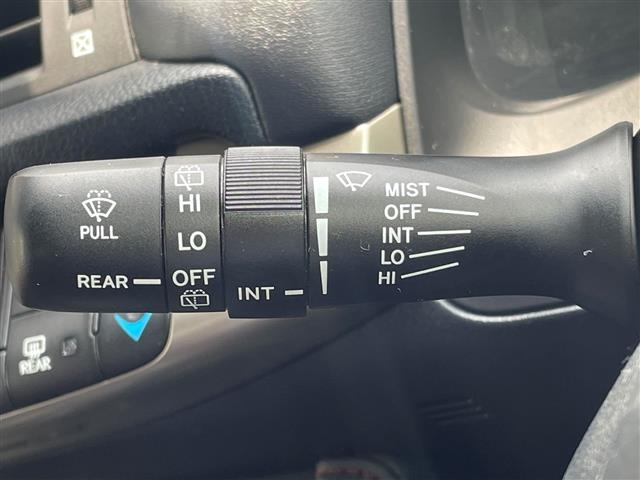 PULL
REAR
HI
LO
OFF
INT
MIST
OFF
INT
LO
HI
REAR